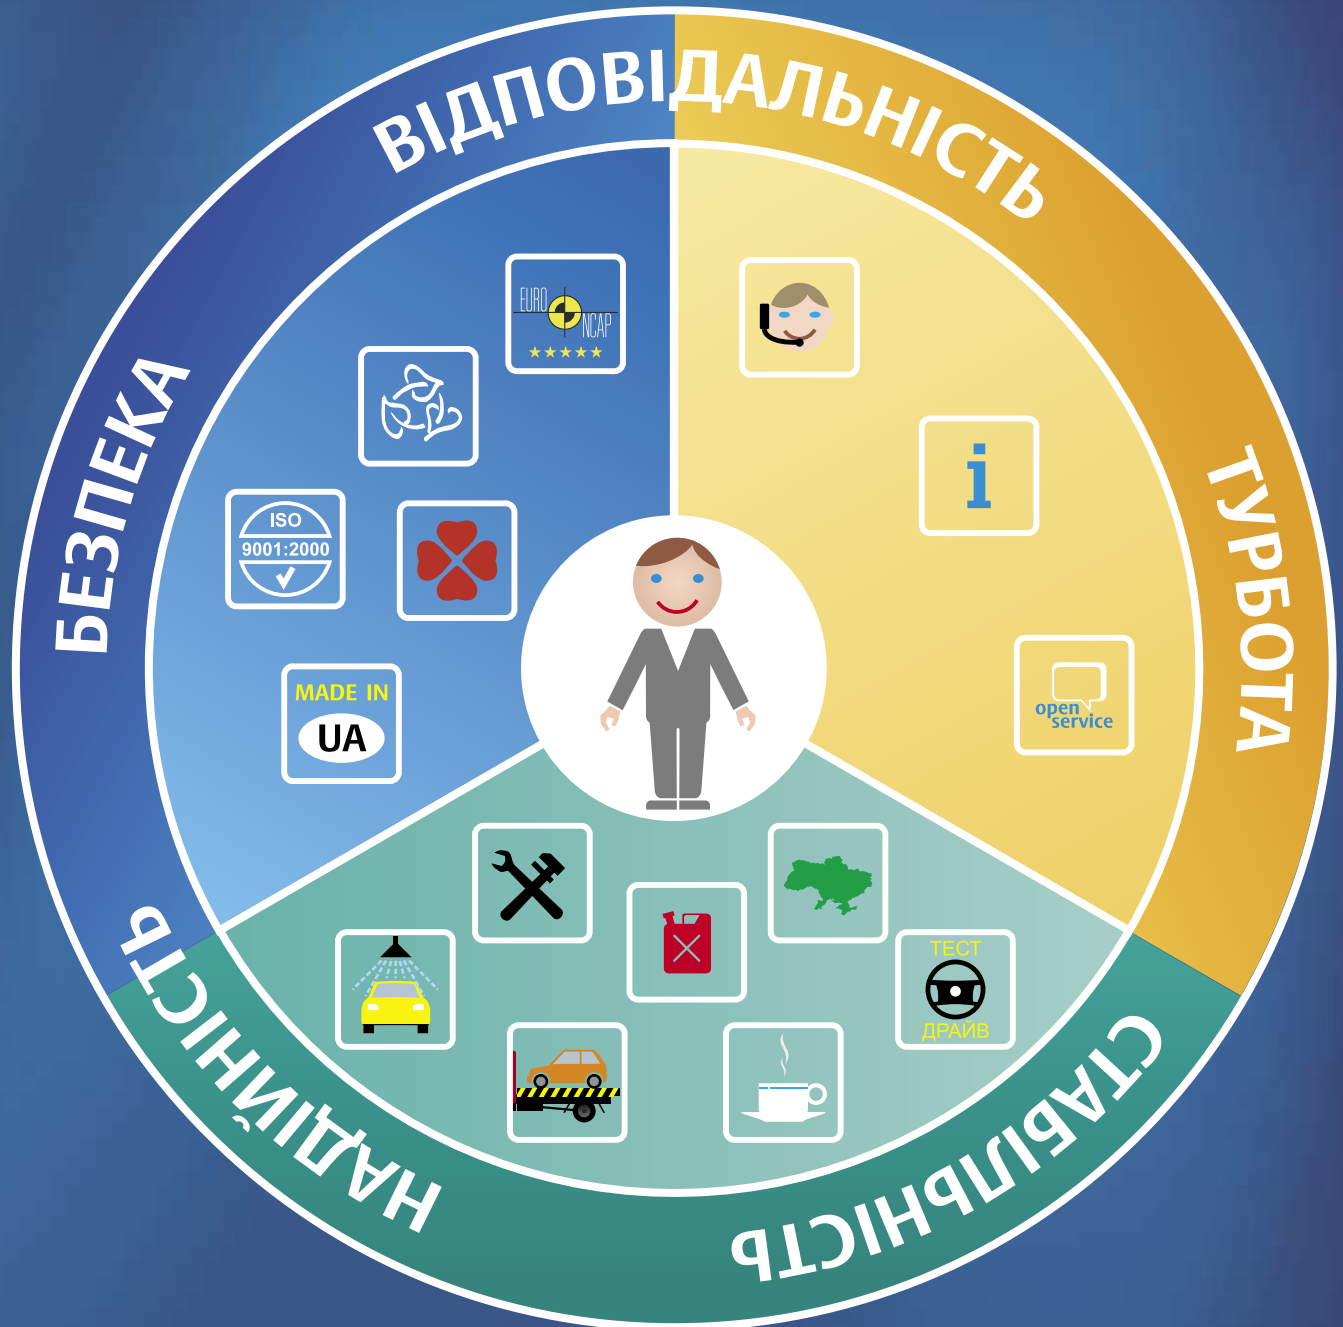 ВІДПОВІДАЛЬНІСТЬ
ТУРБОТА
СТАБІЛЬНІСТЬ
НАДІЙНІСТЬ
БЕЗПЕКА
EURO
NCAP
ISO
9001:2000
MADE IN
UA
i
open
service
ТЕСТ
ДРАЙВ